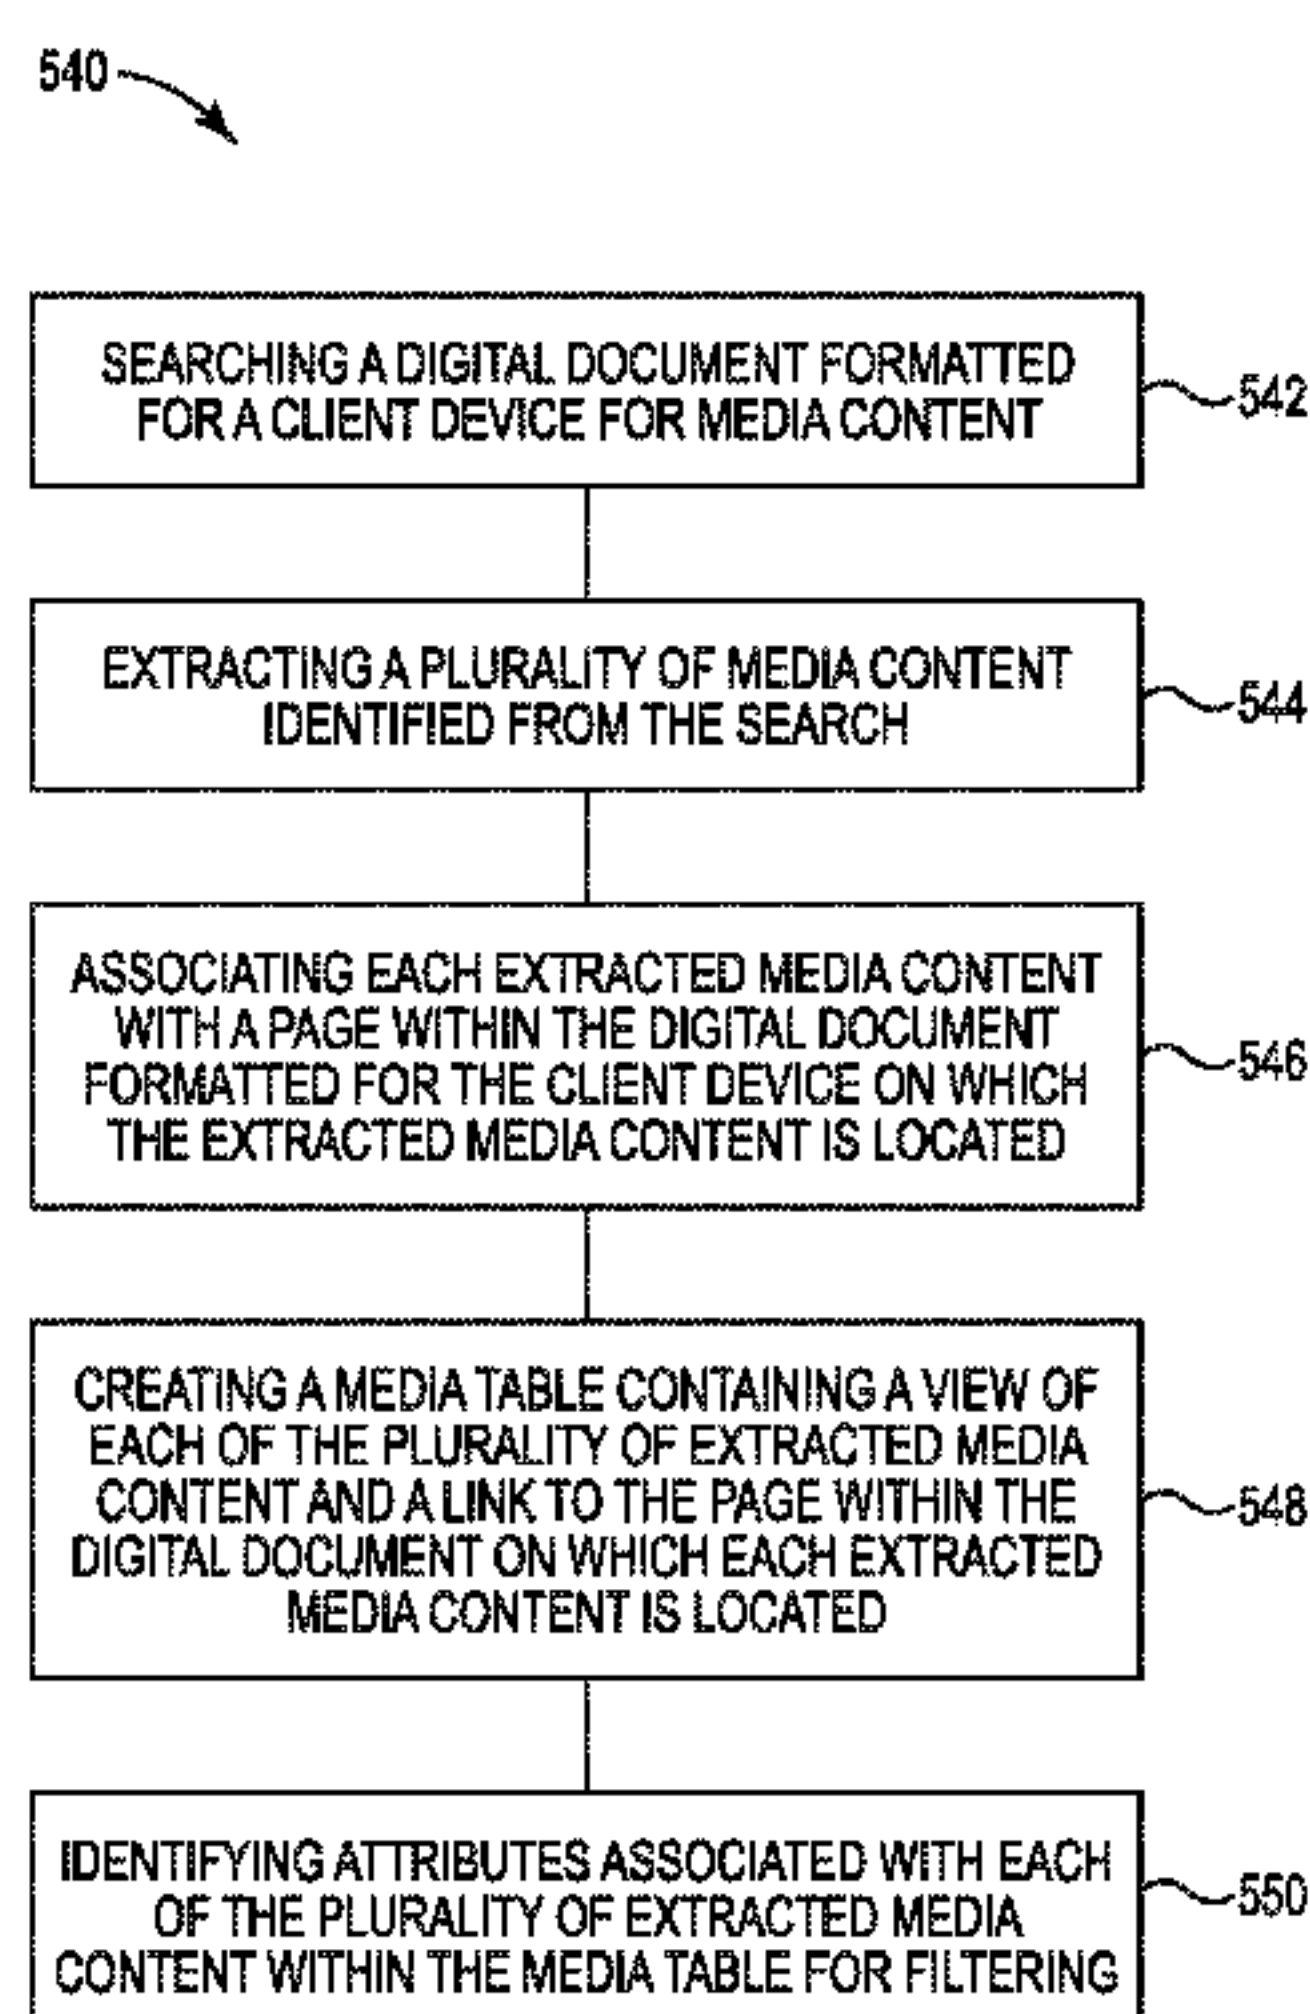 540
SEARCHING A DIGITAL DOCUMENT FORMATTED
FOR A CLIENT DEVICE FOR MEDIA CONTENT
542
EXTRACTING A PLURALITY OF MEDIA CONTENT
IDENTIFIED FROM THE SEARCH
544
ASSOCIATING EACH EXTRACTED MEDIA CONTENT
WITH A PAGE WITHIN THE DIGITAL DOCUMENT
FORMATTED FOR THE CLIENT DEVICE ON WHICH
THE EXTRACTED MEDIA CONTENT IS LOCATED
546
CREATING A MEDIA TABLE CONTAINING A VIEW OF
EACH OF THE PLURALITY OF EXTRACTED MEDIA
CONTENT AND A LINK TO THE PAGE WITHIN THE
DIGITAL DOCUMENT ON WHICH EACH EXTRACTED
MEDIA CONTENT IS LOCATED
548
IDENTIFYING ATTRIBUTES ASSOCIATED WITH EACH
OF THE PLURALITY OF EXTRACTED MEDIA
CONTENT WITHIN THE MEDIA TABLE FOR FILTERING
550